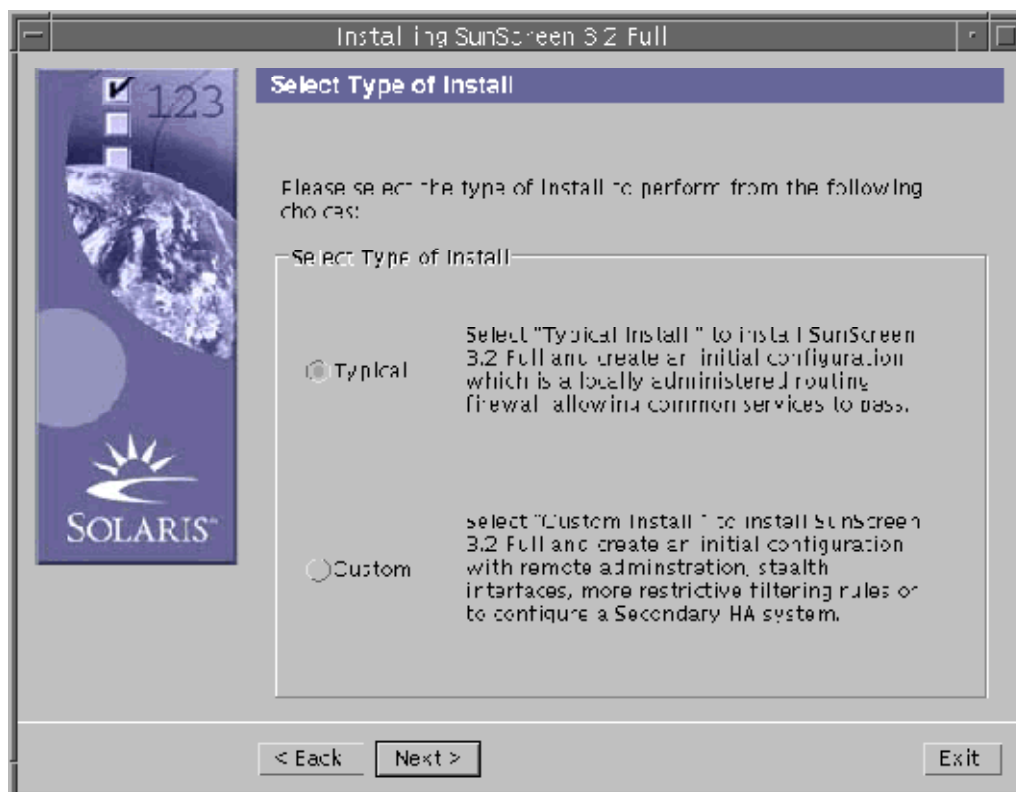 Installing SunScreen 3.2 Full
123
Select Type of Install
Please select the type of install to perform from the following
choices:
Select Type of Install
Typical
Select "Typical Install " to install SunScreen
3.2 Full and create an initial configuration
which is a locally administered routing
firewall allowing common services to pass.
SOLARIS™
Custom
Select "Custom Install " to install SunScreen
3.2 Full and create an initial configuration
with remote adminstration, stealth
interfaces, more restrictive filtering rules or
to configure a Secondary HA system.
< Back
Next >
Exit